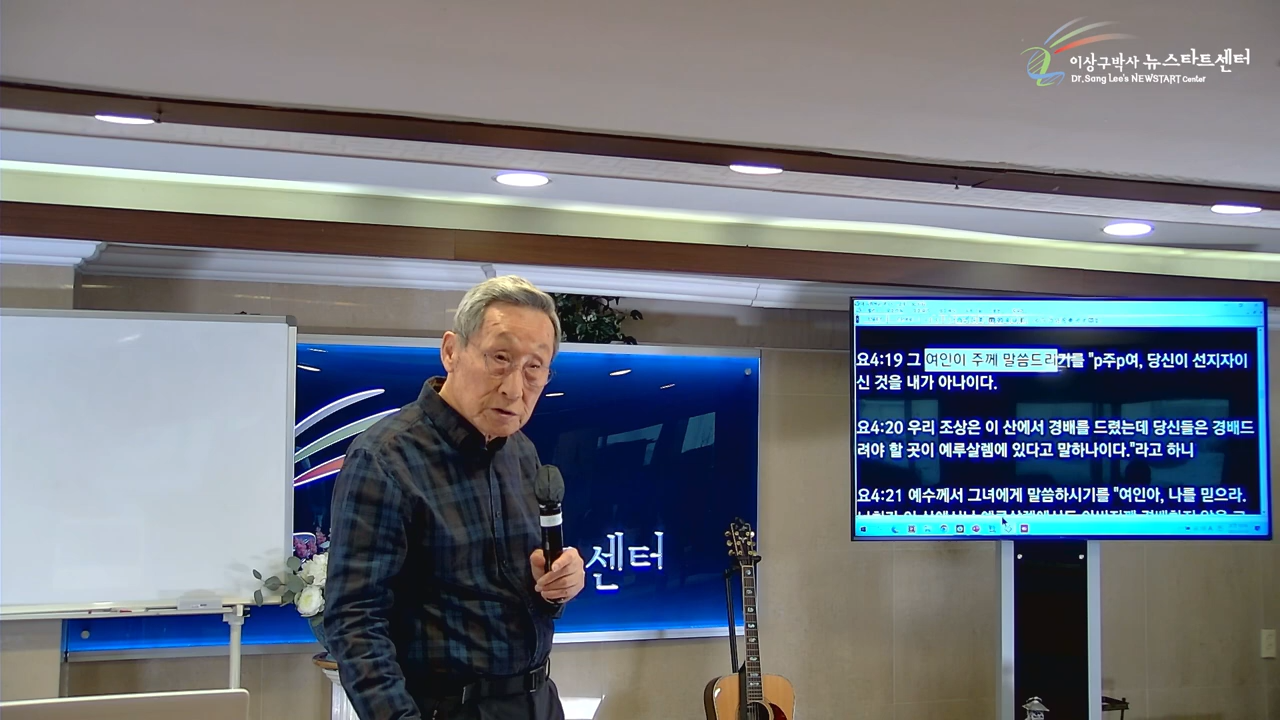 이상구박사 뉴스타트센터
Dr. Sang Lee's NEWSTART Center
요4:19 그 여인이 주께 말씀드리기를 "p주p여, 당신이 선지자이
신 것을 내가 아나이다.
요4:20 우리 조상은 이 산에서 경배를 드렸는데 당신들은 경배드
려야 할 곳이 예루살렘에 있다고 말하나이다."라고 하니
요4:21 예수께서 그녀에게 말씀하시기를 "여인아, 나를 믿으라.
센터